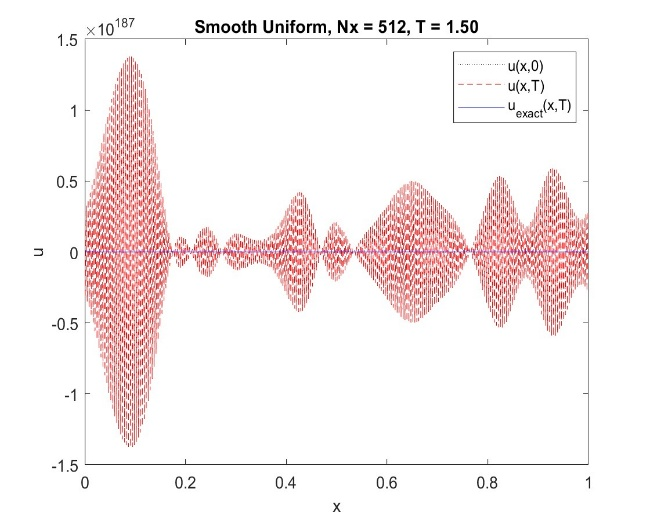 Smooth Uniform, Nx = 512, T = 1.50
×10^187
1.5
1
0.5
0
-0.5
-1
-1.5
u
u(x,0)
u(x,T)
u_exact(x,T)
0 0.2 0.4 0.6 0.8 1
x